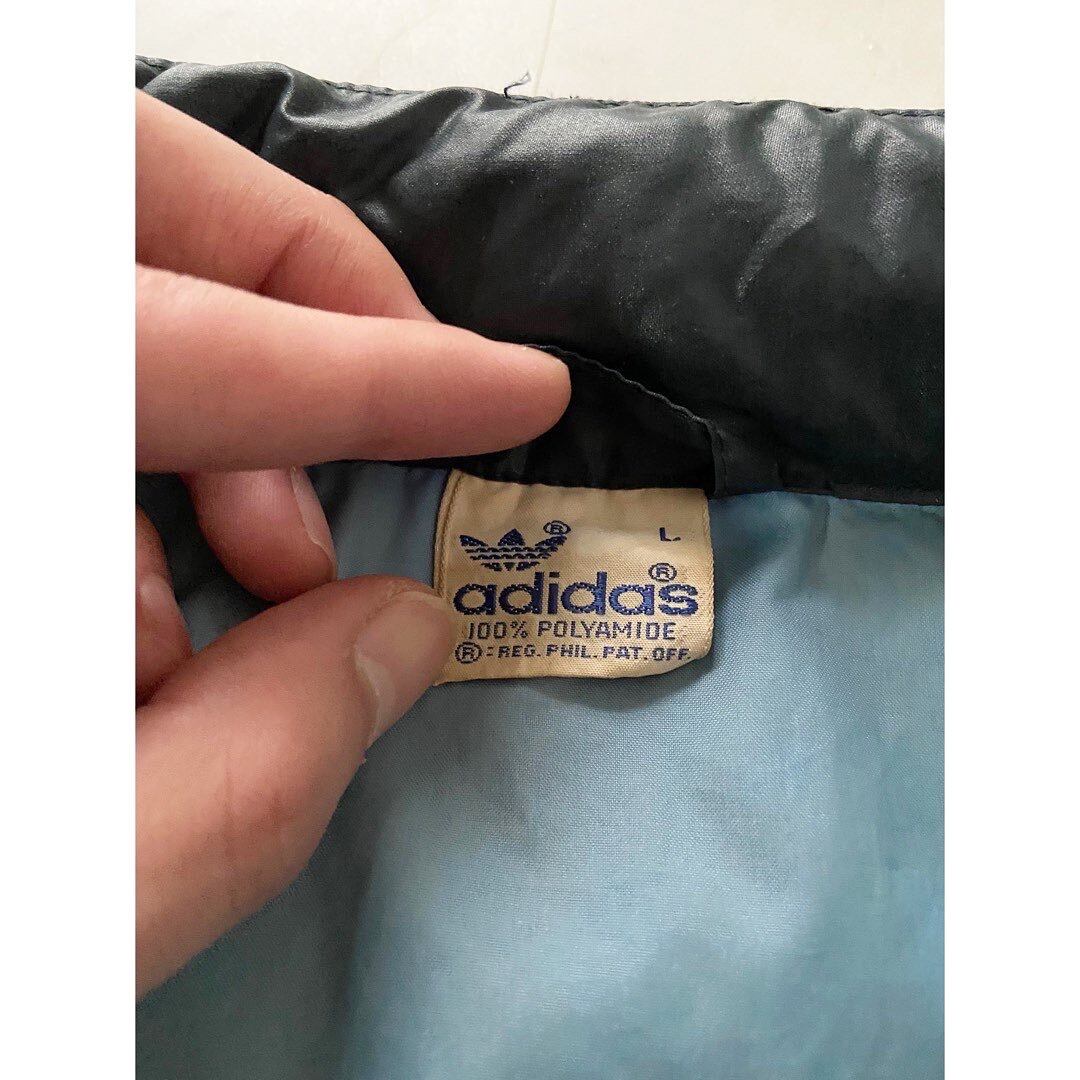 ® L.
adidas®
100% POLYAMIDE
®:REG. PHIL. PAT. OFF.